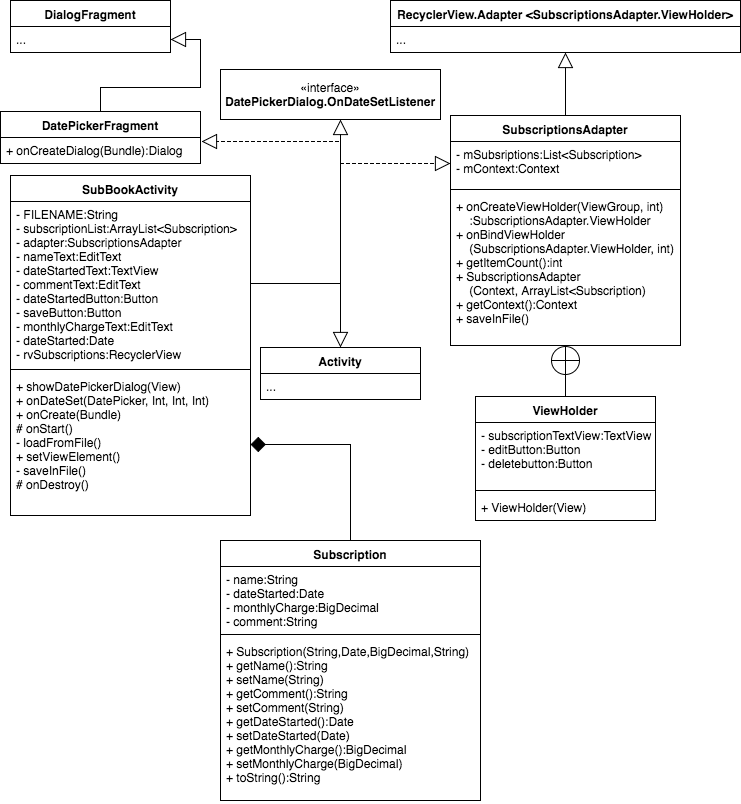 DialogFragment
...
RecyclerView.Adapter <SubscriptionsAdapter.ViewHolder>
...
«interface»
DatePickerDialog.OnDateSetListener
DatePickerFragment
+ onCreateDialog(Bundle):Dialog
SubscriptionsAdapter
- mSubsriptions:List<Subscription>
- mContext:Context
+ onCreateViewHolder(ViewGroup, int)
:SubscriptionsAdapter.ViewHolder
+ onBindViewHolder
(SubscriptionsAdapter.ViewHolder, int)
+ getItemCount():int
+ SubscriptionsAdapter
(Context, ArrayList<Subscription)
+ getContext():Context
+ saveInFile()
SubBookActivity
- FILENAME:String
- subscriptionList:ArrayList<Subscription>
- adapter:SubscriptionsAdapter
- nameText:EditText
- dateStartedText:TextView
- commentText:EditText
- dateStartedButton:Button
- saveButton:Button
- monthlyChargeText:EditText
- dateStarted:Date
- rvSubscriptions:RecyclerView
+ showDatePickerDialog(View)
+ onDateSet(DatePicker, Int, Int, Int)
+ onCreate(Bundle)
# onStart()
- loadFromFile()
+ setViewElement()
- saveInFile()
# onDestroy()
Activity
...
ViewHolder
- subscriptionTextView:TextView
- editButton:Button
- deletebutton:Button
+ ViewHolder(View)
Subscription
- name:String
- dateStarted:Date
- monthlyCharge:BigDecimal
- comment:String
+ Subscription(String,Date,BigDecimal,String)
+ getName():String
+ setName(String)
+ getComment():String
+ setComment(String)
+ getDateStarted():Date
+ setDateStarted(Date)
+ getMonthlyCharge():BigDecimal
+ setMonthlyCharge(BigDecimal)
+ toString():String